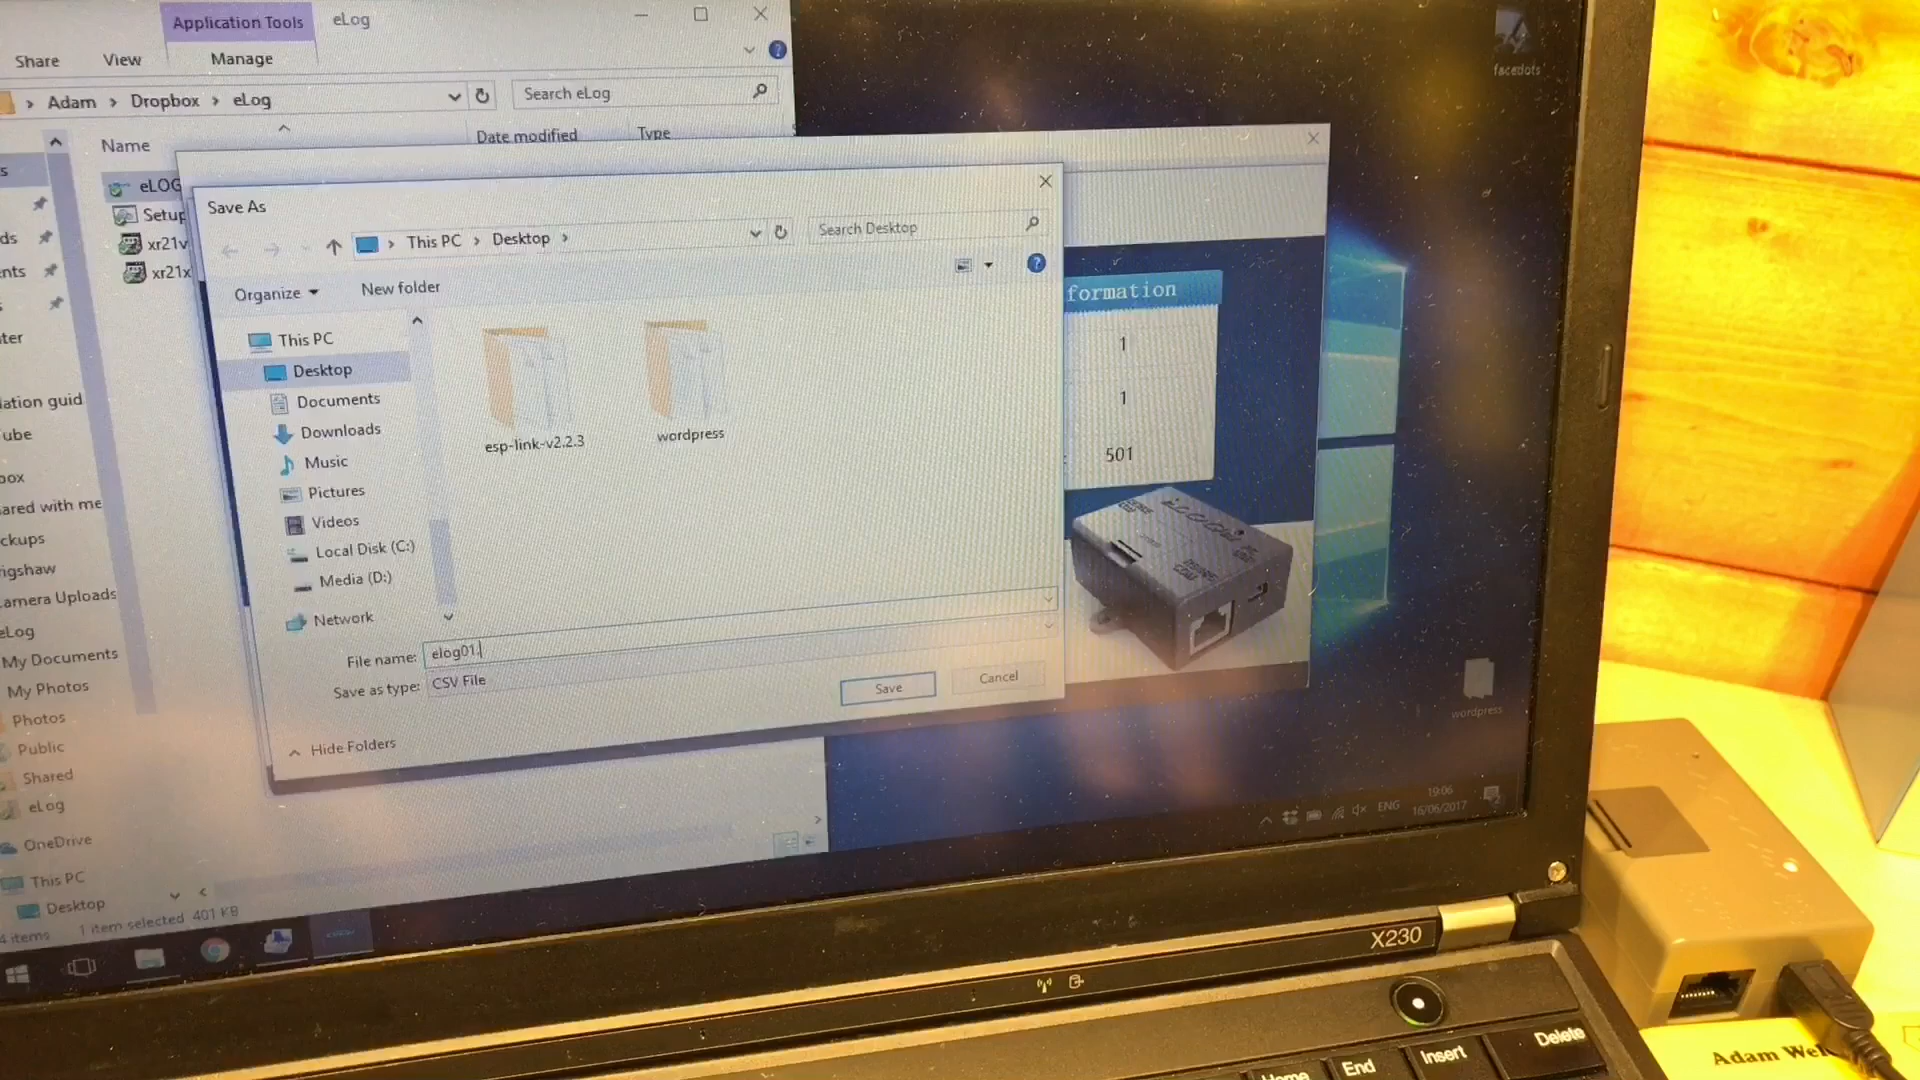 Application Tools
eLog
Share
View
Manage
Adam > Dropbox > eLog
Search eLog
Name
Date modified
Type
eLOG
Setup
xr21v
xr21x
Save As
This PC > Desktop >
Search Desktop
Organize
New folder
This PC
Desktop
Documents
Downloads
Music
Pictures
Videos
Local Disk (C:)
Media (D:)
Network
esp-link-v2.2.3
wordpress
File name: elog01.
Save as type: CSV File
Save
Cancel
Hide Folders
formation
1
1
501
facedots
wordpress
ation guid
ube
ared with me
ckups
rigshaw
amera Uploads
eLog
My Documents
My Photos
Photos
Public
Shared
eLog
OneDrive
This PC
Desktop
4 items
1 item selected 401 KB
ENG
19:06
16/06/2017
X230
Delete
Insert
End
Home
Adam Wel